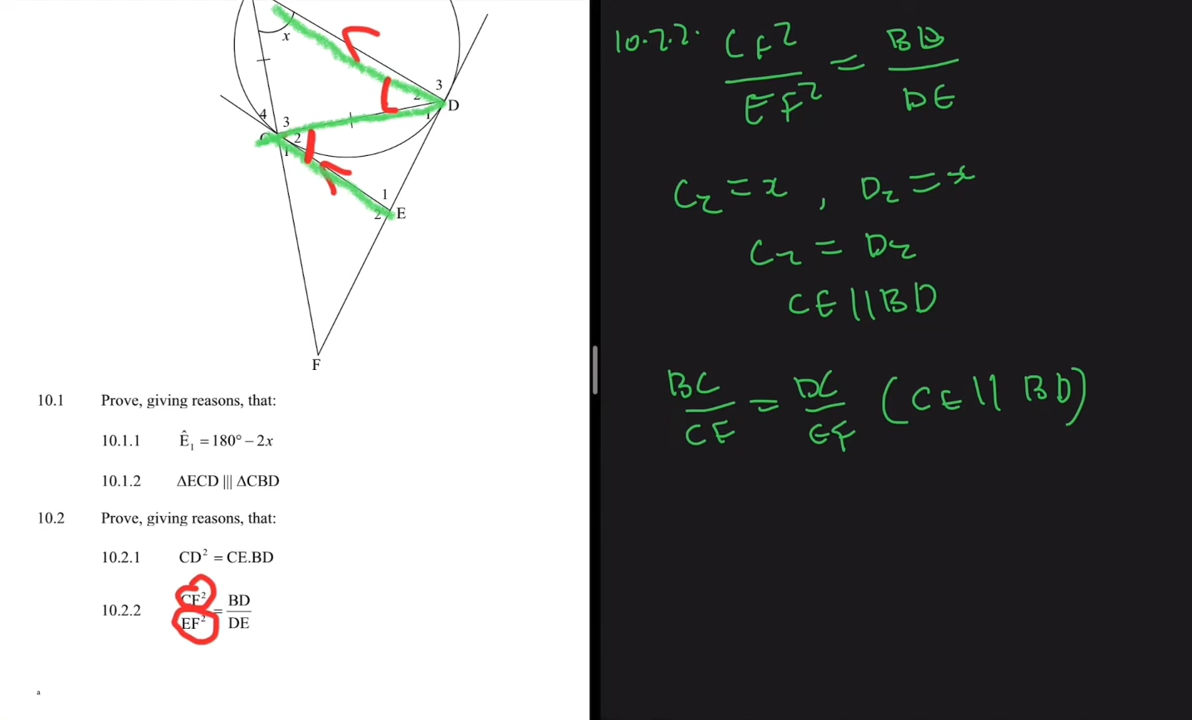 x
3
2
D
1
4
3
C
2
1
1
2
E
F
10.1 Prove, giving reasons, that:
10.1.1 Ê₁ = 180° – 2x
10.1.2 ΔECD ||| ΔCBD
10.2 Prove, giving reasons, that:
10.2.1 CD² = CE.BD
10.2.2 CF²/EF² = BD/DE
a
10.2.2. CF²/EF² = BD/DE
C₂ = x , D₂ = x
C₂ = D₂
CE || BD
BC/CF = DE/EF (CE || BD)